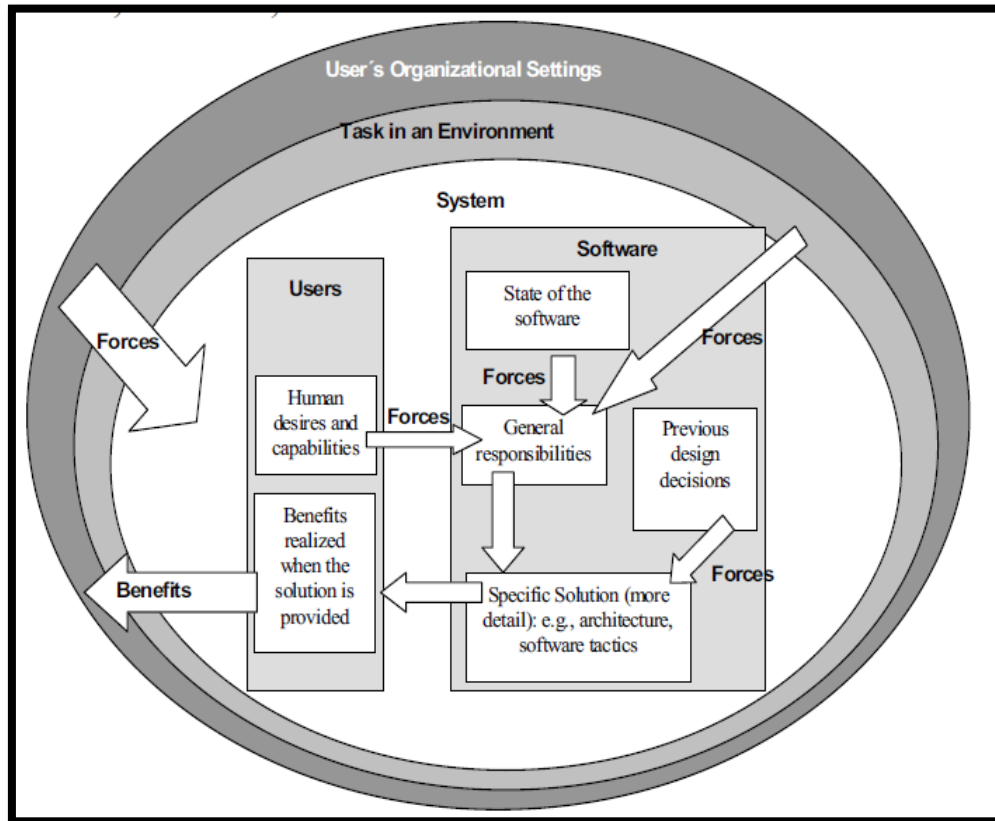 User´s Organizational Settings
Task in an Environment
System
Software
Users
State of the
software
Forces
Forces
Forces
Human
desires and
capabilities
Forces
General
responsibilities
Previous
design
decisions
Benefits
realized
when the
solution is
provided
Benefits
Forces
Specific Solution (more
detail): e.g., architecture,
software tactics